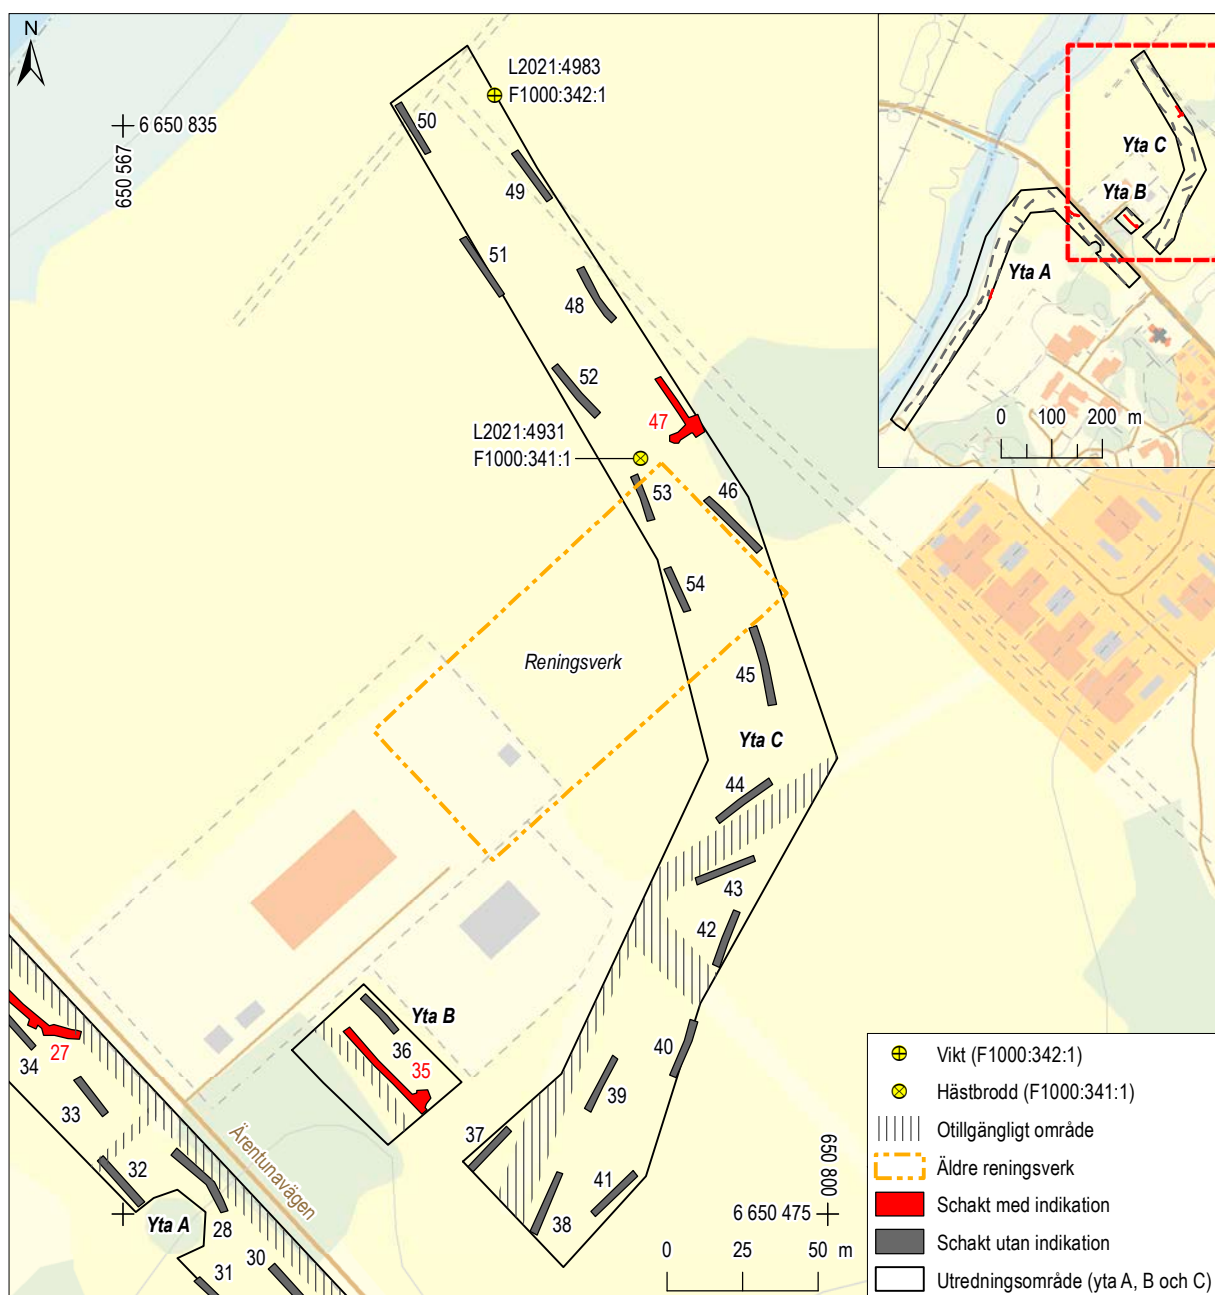 N
L2021:4983
F1000:342:1
6 650 835
650 567
50
49
51
48
52
47
L2021:4931
F1000:341:1
53
46
54
Reningsverk
45
Yta C
44
43
42
Yta B
36
35
40
39
37
38
41
34
27
33
32
28
Yta A
31
30
Ärentunavägen
650 800
6 650 475
0 25 50 m
Yta C
Yta B
Yta A
0 100 200 m
Vikt (F1000:342:1)
Hästbrodd (F1000:341:1)
Otillgängligt område
Äldre reningsverk
Schakt med indikation
Schakt utan indikation
Utredningsområde (yta A, B och C)